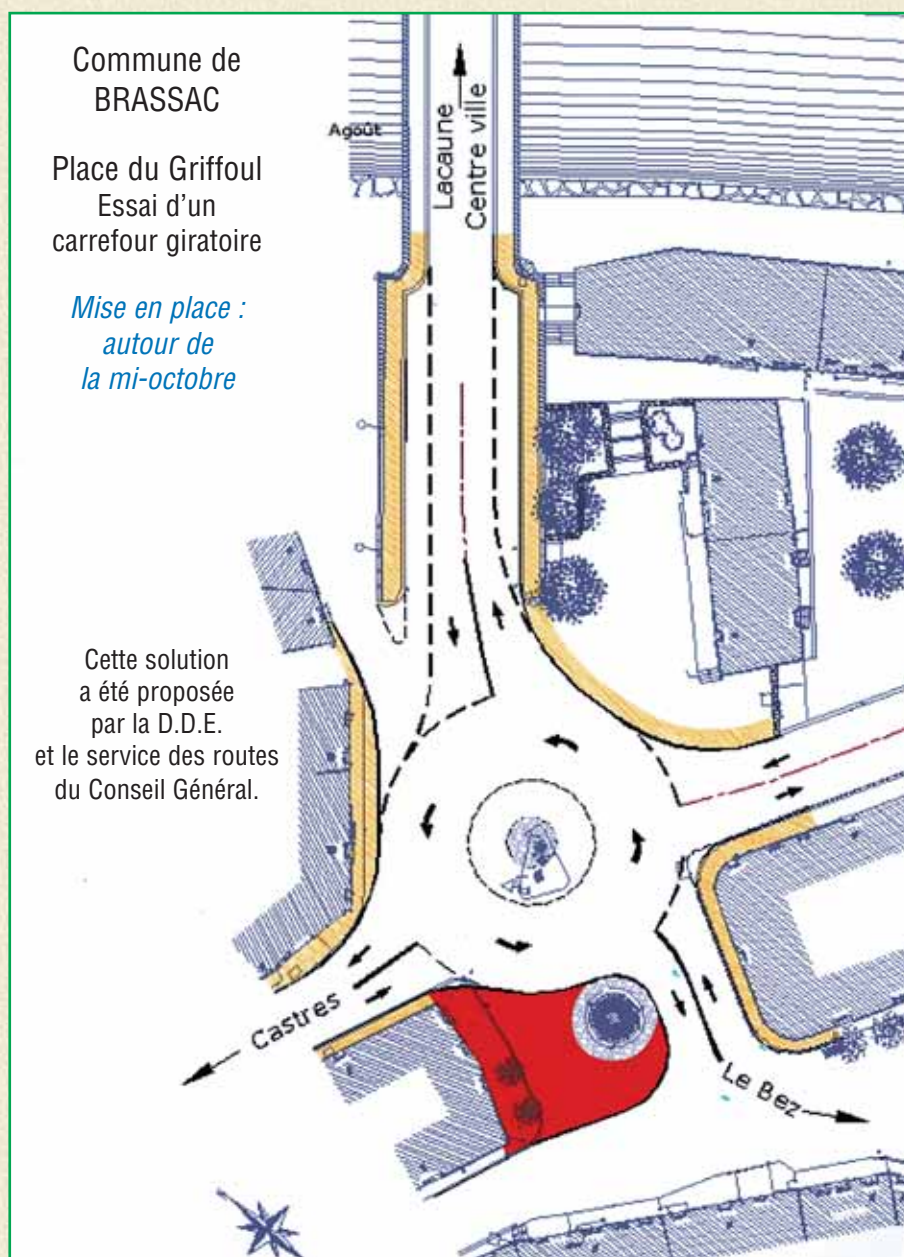 Commune de
BRASSAC
Place du Griffoul
Essai d'un
carrefour giratoire
Mise en place :
autour de
la mi-octobre
Cette solution
a été proposée
par la D.D.E.
et le service des routes
du Conseil Général.
Agoût
Lacaune
Centre ville
Castres
Le Bez